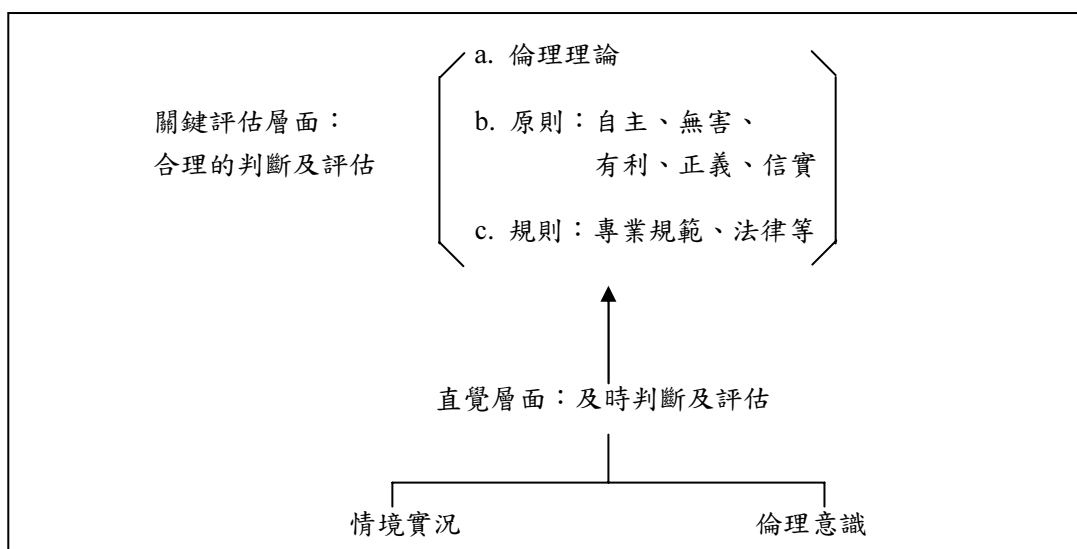 a. 倫理理論
關鍵評估層面：
合理的判斷及評估
b. 原則：自主、無害、
有利、正義、信實
c. 規則：專業規範、法律等
直覺層面：及時判斷及評估
情境實況
倫理意識